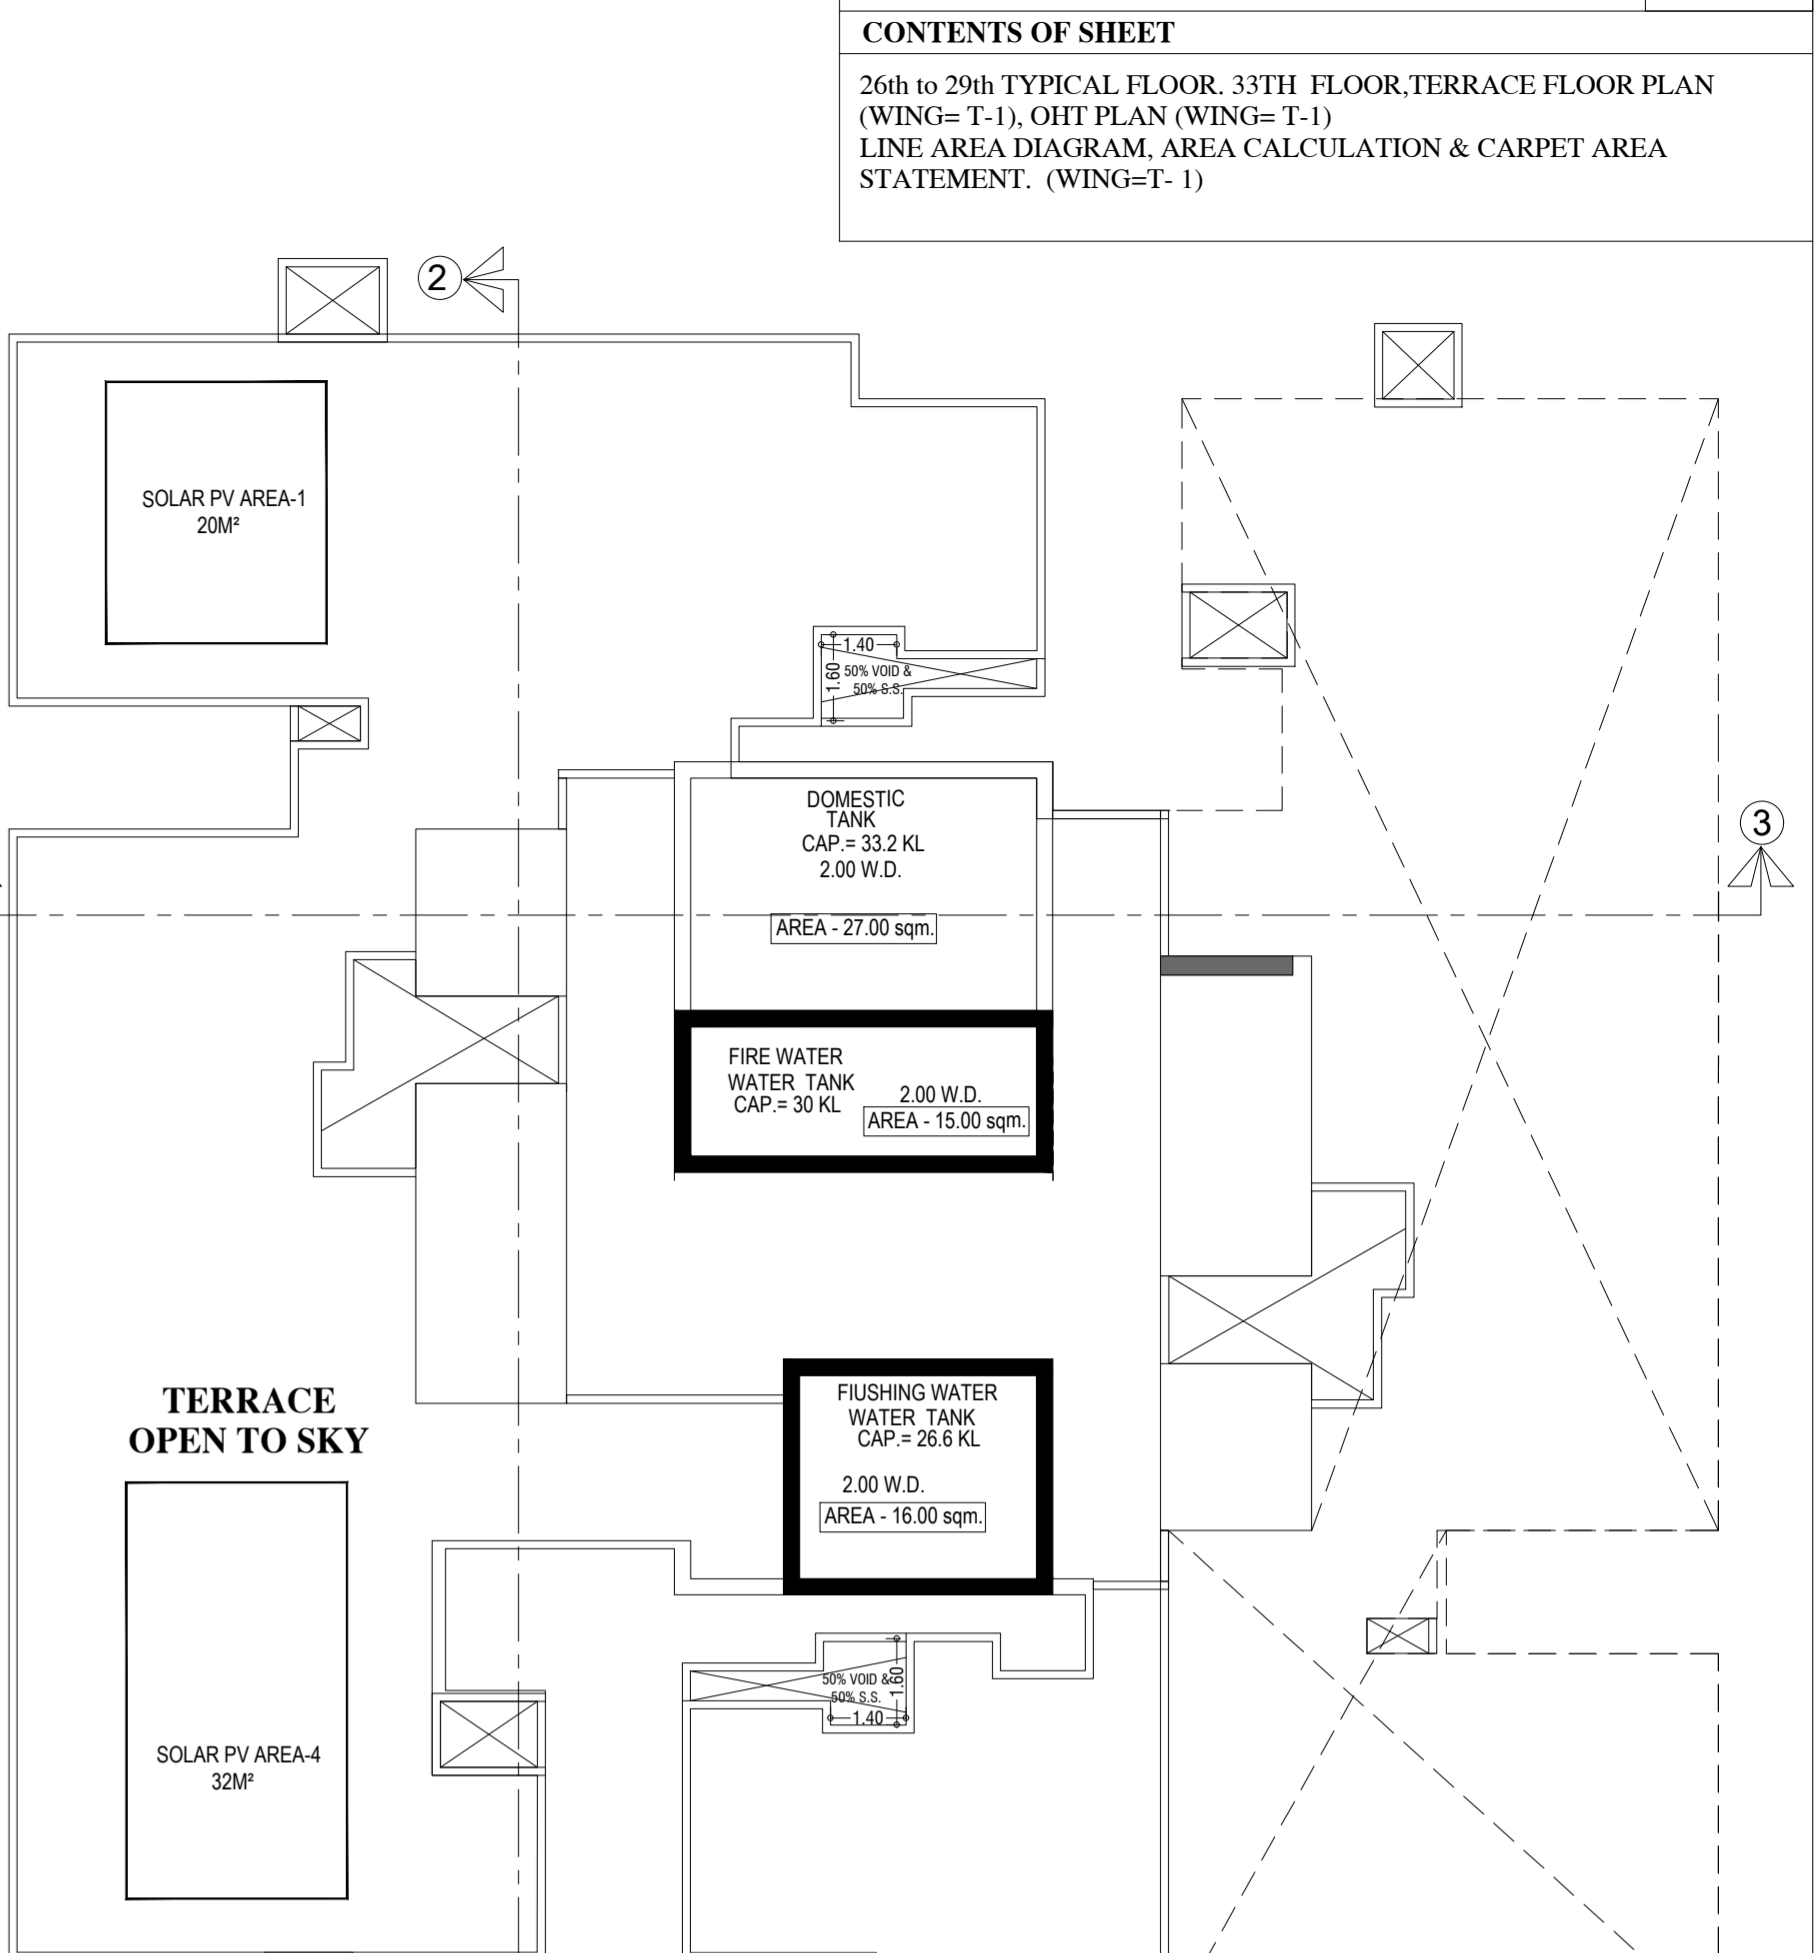 CONTENTS OF SHEET
26th to 29th TYPICAL FLOOR. 33TH FLOOR,TERRACE FLOOR PLAN
(WING= T-1), OHT PLAN (WING= T-1)
LINE AREA DIAGRAM, AREA CALCULATION & CARPET AREA
STATEMENT. (WING=T- 1)
2
SOLAR PV AREA-1
20M²
1.40
1.60
50% VOID &
50% S.S.
DOMESTIC
TANK
CAP.= 33.2 KL
2.00 W.D.
AREA - 27.00 sqm.
3
FIRE WATER
WATER TANK
CAP.= 30 KL
2.00 W.D.
AREA - 15.00 sqm.
TERRACE
OPEN TO SKY
FIUSHING WATER
WATER TANK
CAP.= 26.6 KL
2.00 W.D.
AREA - 16.00 sqm.
50% VOID &
50% S.S.
1.60
1.40
SOLAR PV AREA-4
32M²